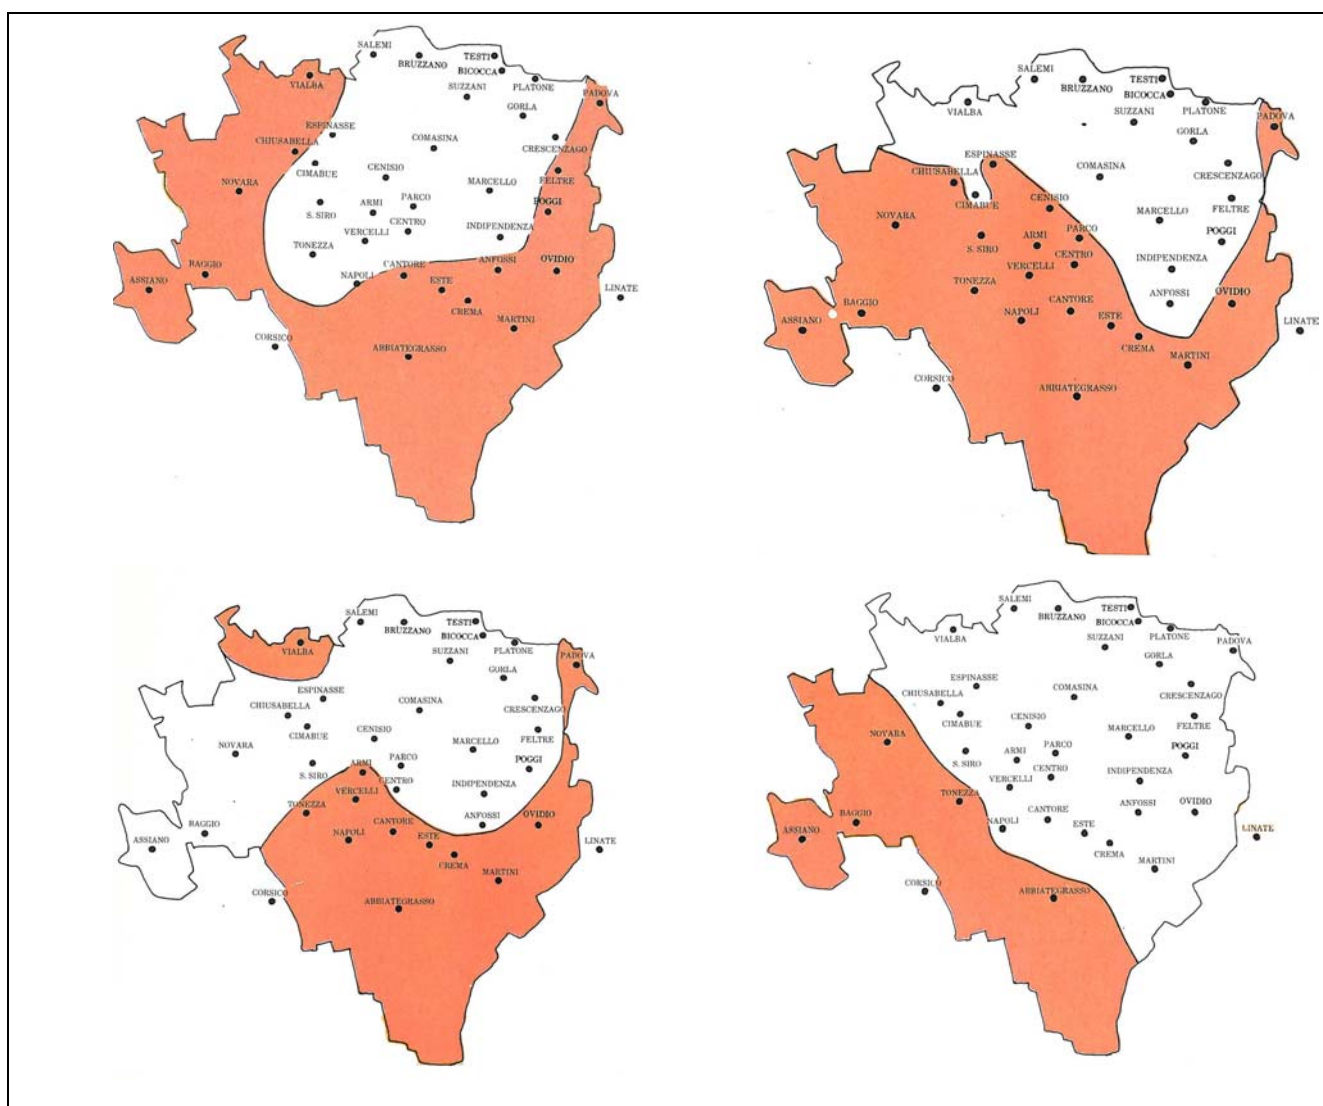 SALEMI
BRUZZANO
TESTI
BICOCCA
VIALBA
SUZZANI
PLATONE
PADOVA
GORLA
ESPINASSE
CHIUSABELLA
COMASINA
CRESCENZAGO
CIMABUE
CENISIO
FELTRE
NOVARA
MARCELLO
PARCO
POGGI
S. SIRO
ARMI
CENTRO
INDIPENDENZA
VERCELLI
TONEZZA
BAGGIO
CANTORE
ANFOSSI
OVIDIO
ASSIANO
NAPOLI
ESTE
LINATE
CREMA
MARTINI
CORSICO
ABBIATEGRASSO
SALEMI
BRUZZANO
TESTI
BICOCCA
VIALBA
SUZZANI
PLATONE
PADOVA
GORLA
ESPINASSE
COMASINA
CRESCENZAGO
CHIUSABELLA
CIMABUE
CENISIO
FELTRE
NOVARA
MARCELLO
PARCO
POGGI
S. SIRO
ARMI
CENTRO
INDIPENDENZA
VERCELLI
TONEZZA
BAGGIO
CANTORE
ANFOSSI
OVIDIO
ASSIANO
NAPOLI
ESTE
LINATE
CREMA
MARTINI
CORSICO
ABBIATEGRASSO
SALEMI
BRUZZANO
TESTI
BICOCCA
VIALBA
SUZZANI
PLATONE
PADOVA
GORLA
ESPINASSE
CHIUSABELLA
COMASINA
CRESCENZAGO
CIMABUE
CENISIO
FELTRE
NOVARA
MARCELLO
PARCO
POGGI
S. SIRO
ARMI
CENTRO
INDIPENDENZA
VERCELLI
TONEZZA
BAGGIO
CANTORE
ANFOSSI
OVIDIO
ASSIANO
NAPOLI
ESTE
LINATE
CREMA
MARTINI
CORSICO
ABBIATEGRASSO
SALEMI
BRUZZANO
TESTI
BICOCCA
VIALBA
SUZZANI
PLATONE
PADOVA
GORLA
ESPINASSE
CHIUSABELLA
COMASINA
CRESCENZAGO
CIMABUE
CENISIO
FELTRE
NOVARA
MARCELLO
PARCO
POGGI
S. SIRO
ARMI
CENTRO
INDIPENDENZA
VERCELLI
TONEZZA
BAGGIO
CANTORE
ANFOSSI
OVIDIO
ASSIANO
NAPOLI
ESTE
LINATE
CREMA
MARTINI
CORSICO
ABBIATEGRASSO